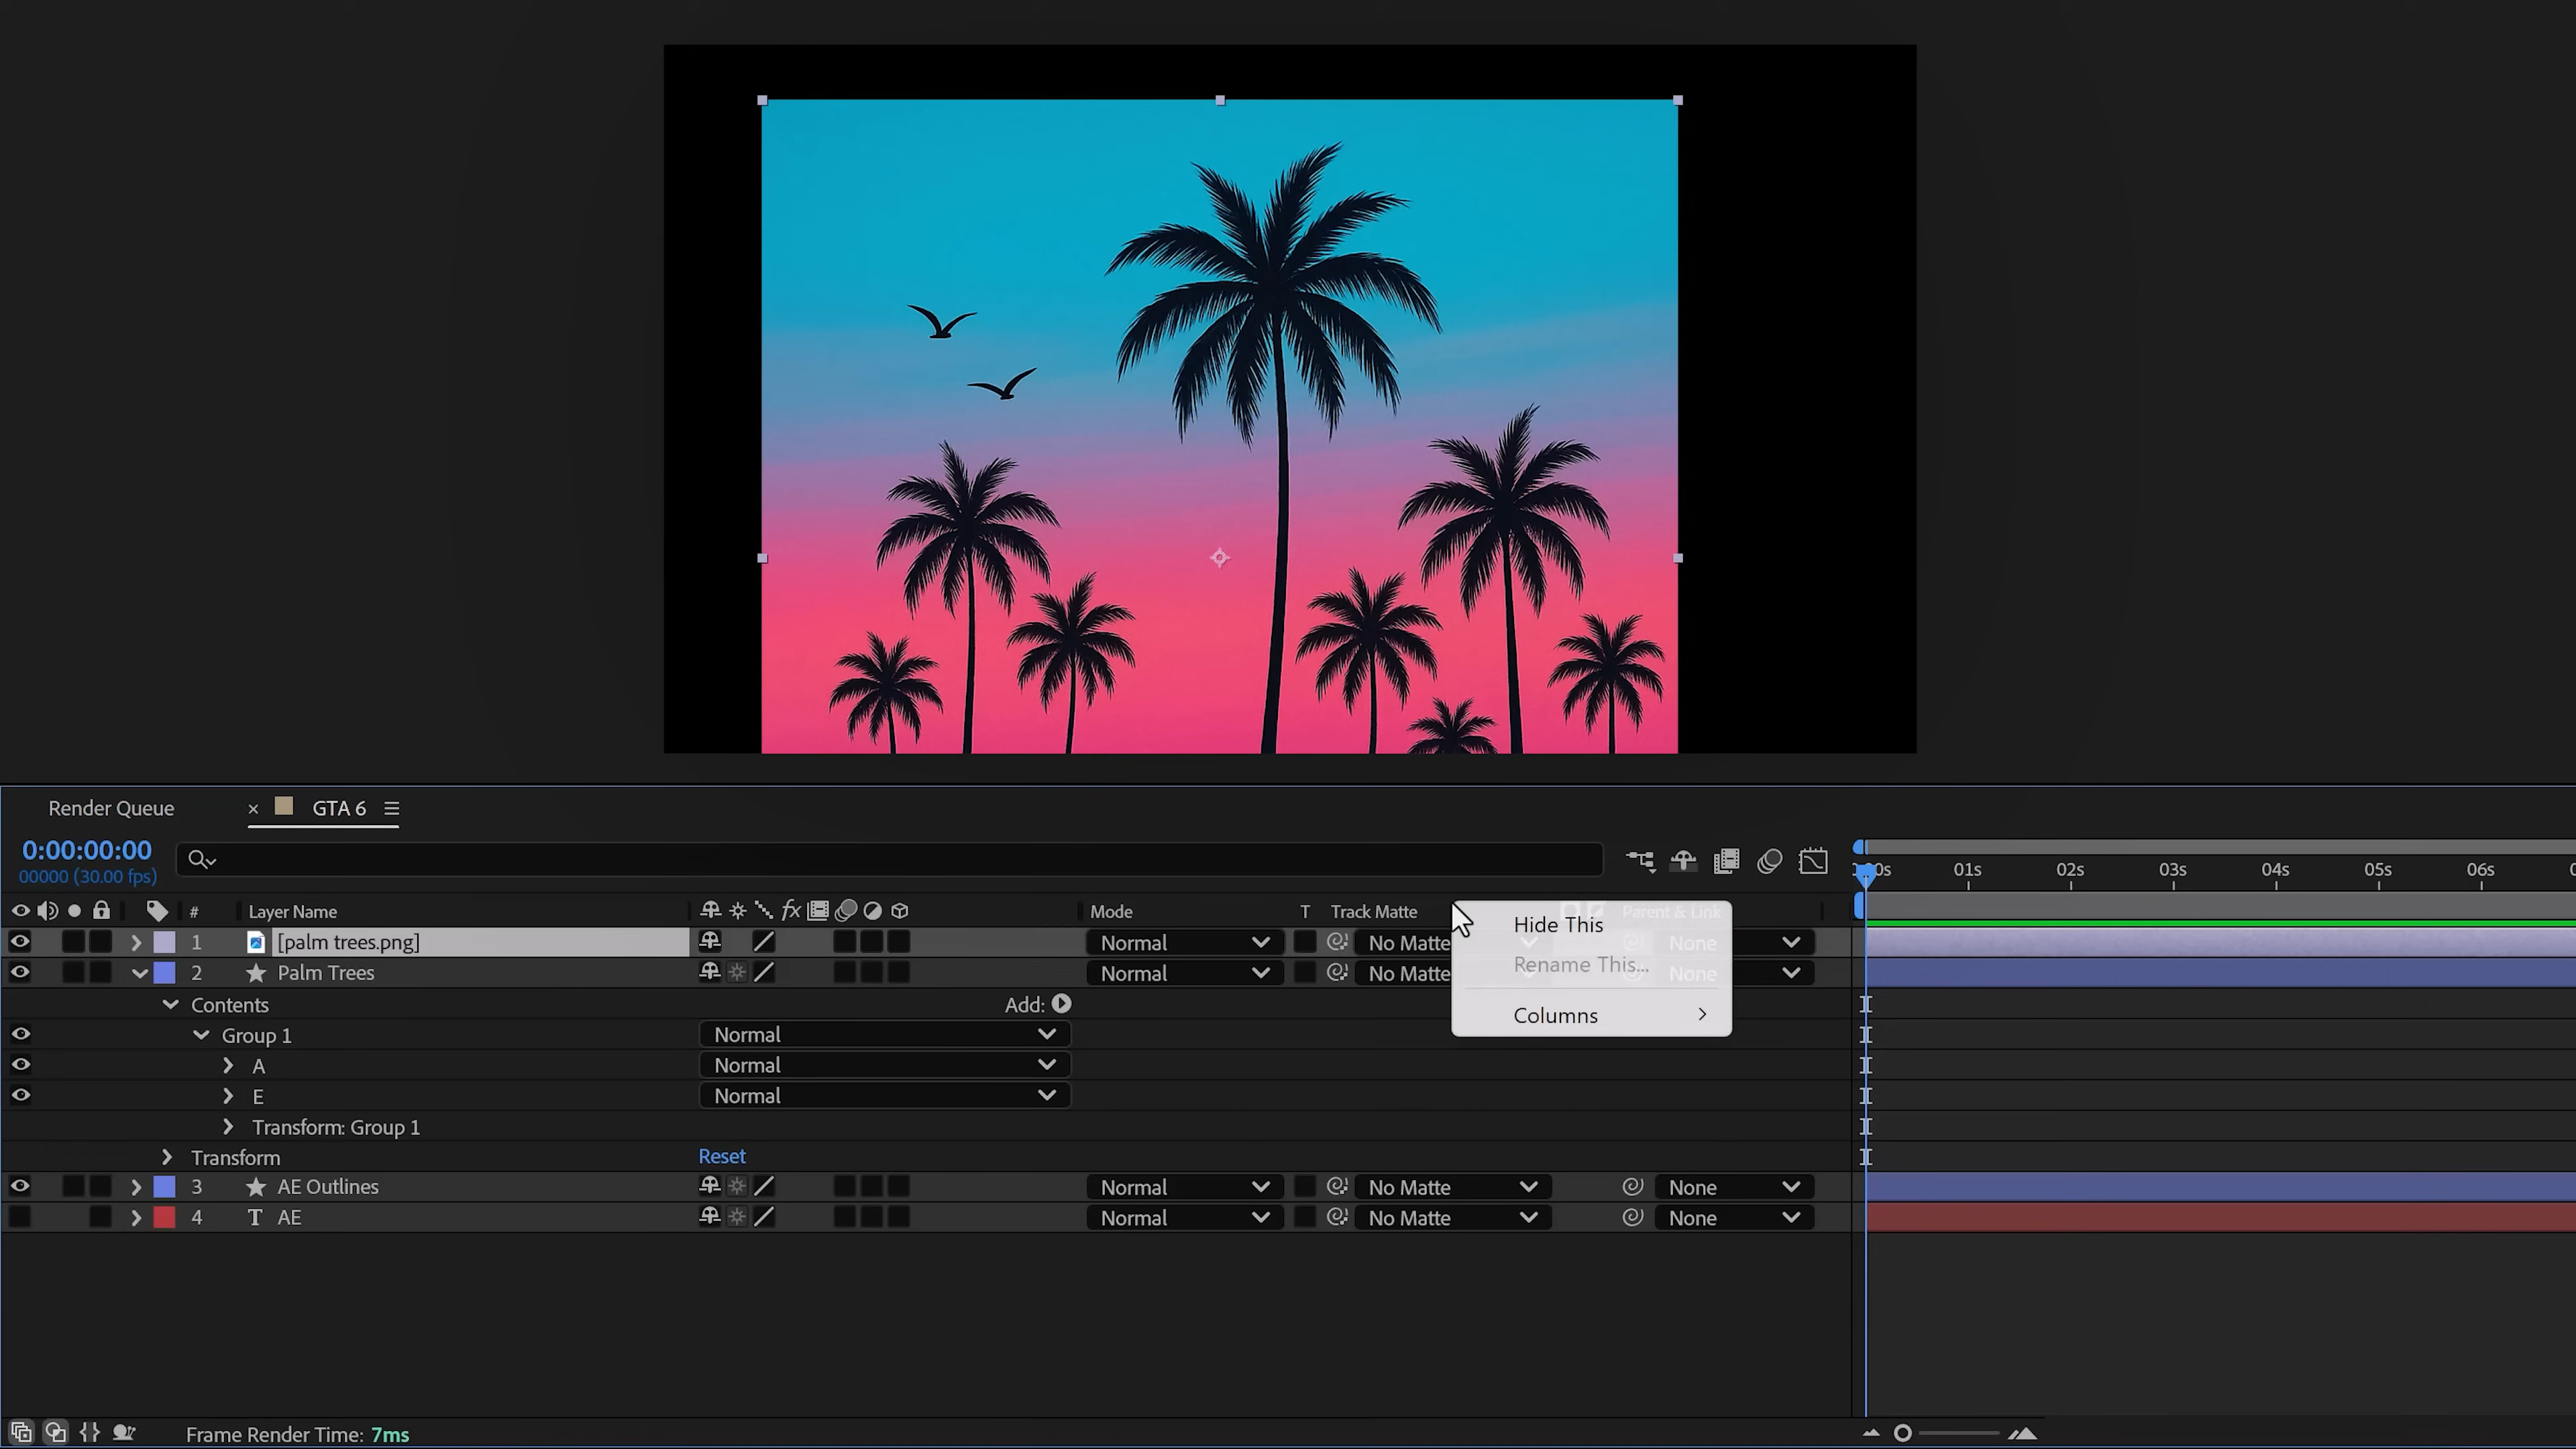 Render Queue
× GTA 6
0:00:00:00
00000 (30.00 fps)
0s 01s 02s 03s 04s 05s 06s
# Layer Name fx Mode T Track Matte Parent & Link
1 [palm trees.png] Normal No Matte None
2 Palm Trees Normal No Matte None
Hide This
Rename This...
Columns
Contents Add:
Group 1 Normal
A Normal
E Normal
Transform: Group 1
Transform Reset
3 AE Outlines Normal No Matte None
4 T AE Normal No Matte None
Frame Render Time: 7ms